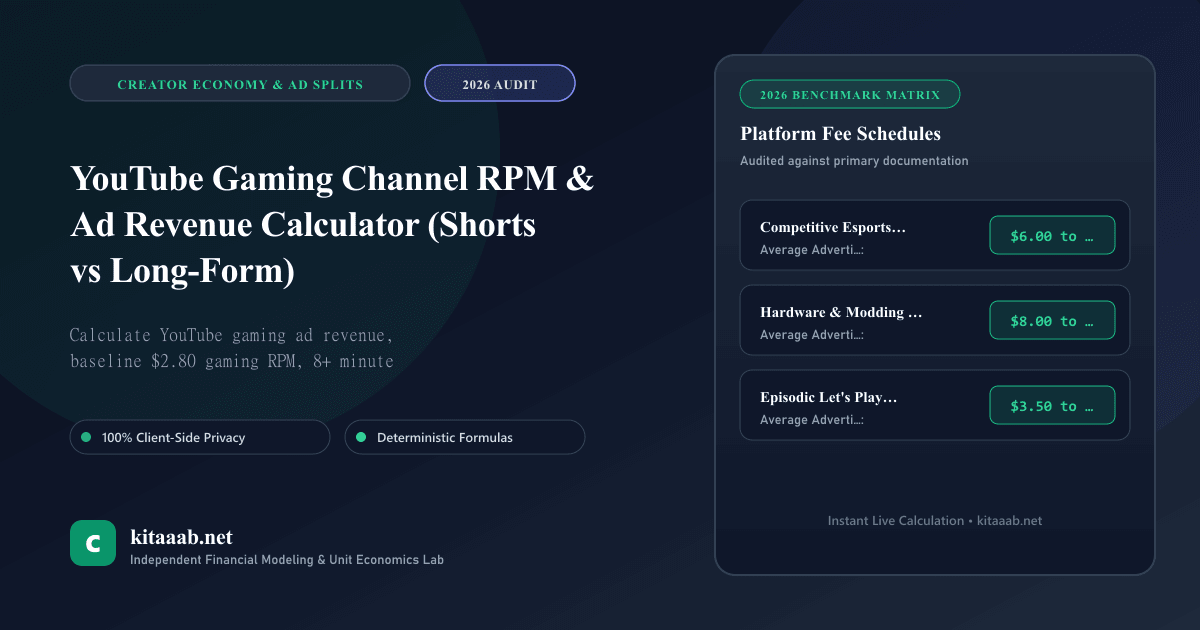 CREATOR ECONOMY & AD SPLITS
2026 AUDIT
YouTube Gaming Channel RPM &
Ad Revenue Calculator (Shorts
vs Long-Form)
Calculate YouTube gaming ad revenue,
baseline $2.80 gaming RPM, 8+ minute
100% Client-Side Privacy
Deterministic Formulas
C
kitaaab.net
Independent Financial Modeling & Unit Economics Lab
2026 BENCHMARK MATRIX
Platform Fee Schedules
Audited against primary documentation
Competitive Esports…
Average Adverti…:
$6.00 to …
Hardware & Modding …
Average Adverti…:
$8.00 to …
Episodic Let's Play…
Average Adverti…:
$3.50 to …
Instant Live Calculation • kitaaab.net